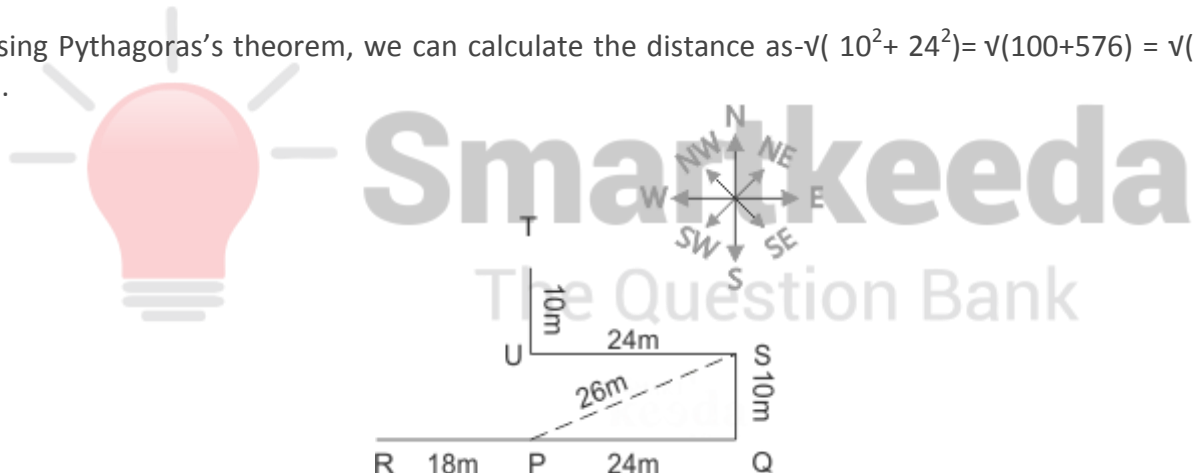 sing Pythagoras's theorem, we can calculate the distance as-√( 10²+ 24²)= √(100+576) = √(
.
Smartkeeda
The Question Bank
N
NW NE
W E
SW SE
S
T
10m
U 24m S
26m 10m
R 18m P 24m Q